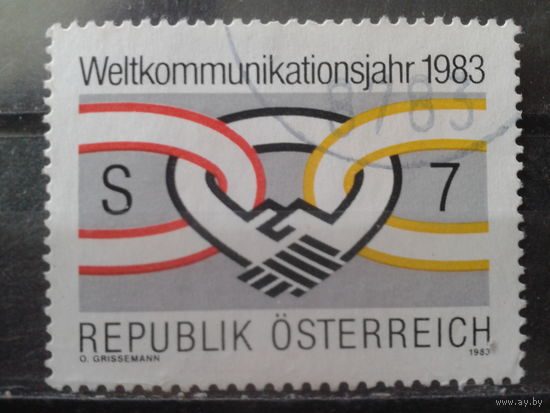 Weltkommunikationsjahr 1983
S 7
REPUBLIK ÖSTERREICH
O. GRISSEMANN 1983
www.ay.by